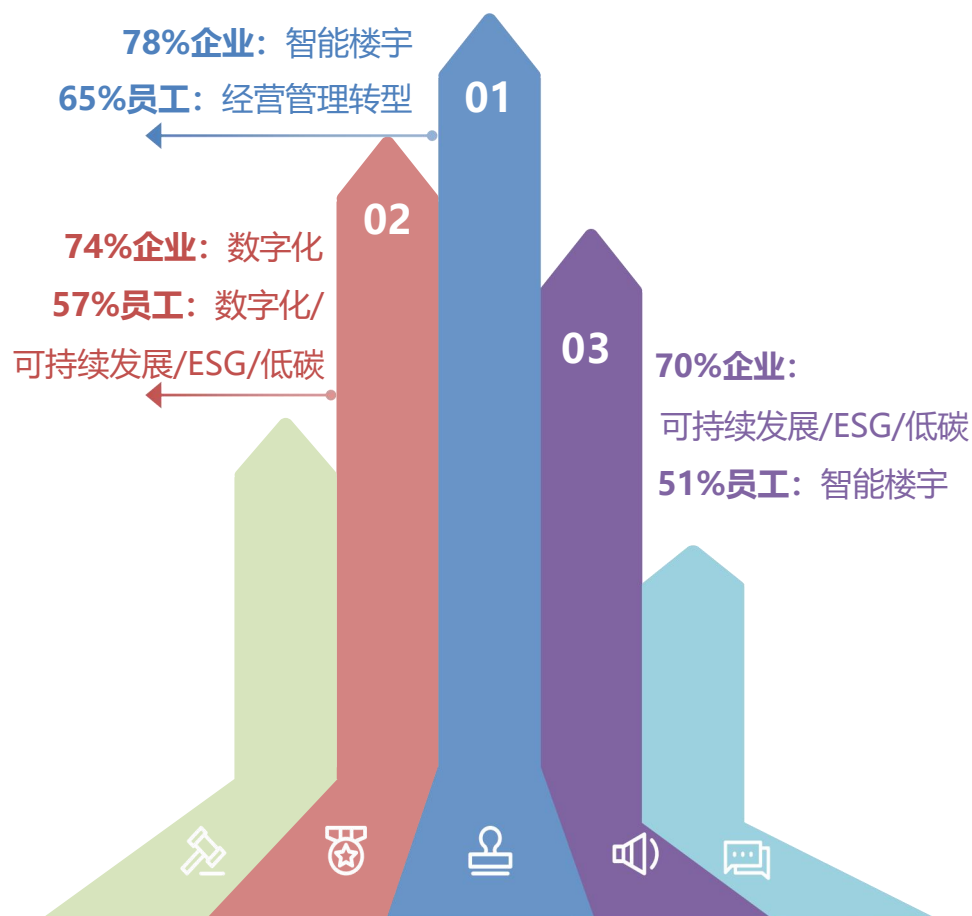 78%企业：智能楼宇
65%员工：经营管理转型
01
02
74%企业：数字化
57%员工：数字化/
可持续发展/ESG/低碳
03
70%企业：
可持续发展/ESG/低碳
51%员工：智能楼宇